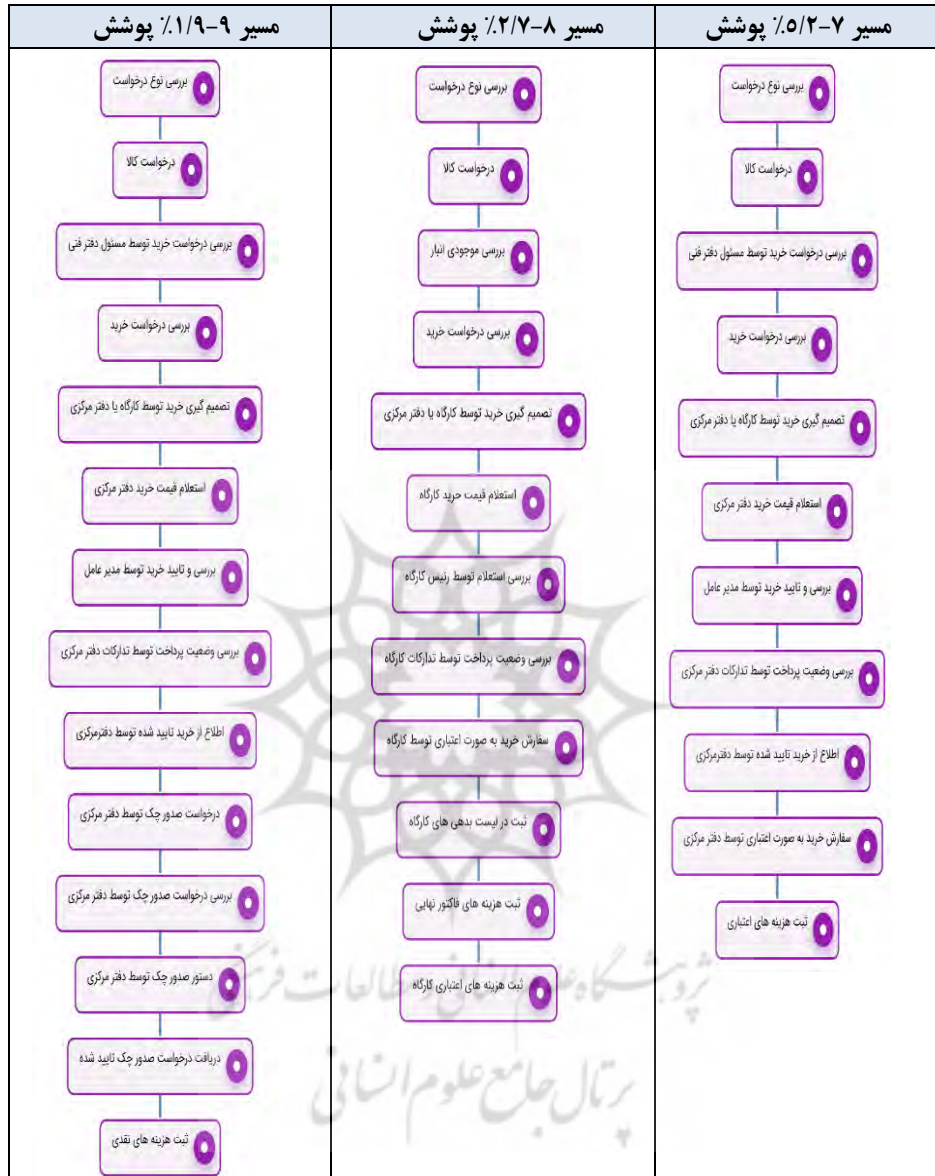 مسیر ۷-۵/۲٪ پوشش
بررسی نوع درخواست
درخواست کالا
بررسی درخواست خرید توسط مسئول دفتر فنی
بررسی درخواست خرید
تصمیم گیری خرید توسط کارگاه یا دفتر مرکزی
استعلام قیمت خرید دفتر مرکزی
بررسی و تایید خرید توسط مدیر عامل
بررسی وضعیت پرداخت توسط تدارکات دفتر مرکزی
اطلاع از خرید تایید شده توسط دفترمرکزی
سفارش خرید به صورت اعتباری توسط دفتر مرکزی
ثبت هزینه های اعتباری
مسیر ۸-۲/۷٪ پوشش
بررسی نوع درخواست
درخواست کالا
بررسی موجودی انبار
بررسی درخواست خرید
تصمیم گیری خرید توسط کارگاه یا دفتر مرکزی
استعلام قیمت خرید کارگاه
بررسی استعلام توسط رئیس کارگاه
بررسی وضعیت پرداخت توسط تدارکات کارگاه
سفارش خرید به صورت اعتباری توسط کارگاه
ثبت در لیست بدهی های کارگاه
ثبت هزینه های فاکتور نهایی
ثبت هزینه های اعتباری کارگاه
مسیر ۹-۱/۹٪ پوشش
بررسی نوع درخواست
درخواست کالا
بررسی درخواست خرید توسط مسئول دفتر فنی
بررسی درخواست خرید
تصمیم گیری خرید توسط کارگاه یا دفتر مرکزی
استعلام قیمت خرید دفتر مرکزی
بررسی و تایید خرید توسط مدیر عامل
بررسی وضعیت پرداخت توسط تدارکات دفتر مرکزی
اطلاع از خرید تایید شده توسط دفترمرکزی
درخواست صدور چک توسط دفتر مرکزی
بررسی درخواست صدور چک توسط دفتر مرکزی
دستور صدور چک توسط دفتر مرکزی
دریافت درخواست صدور چک تایید شده
ثبت هزینه های نقدی
پژوهشگاه علوم انسانی و مطالعات فرهنگی
پرتال جامع علوم انسانی